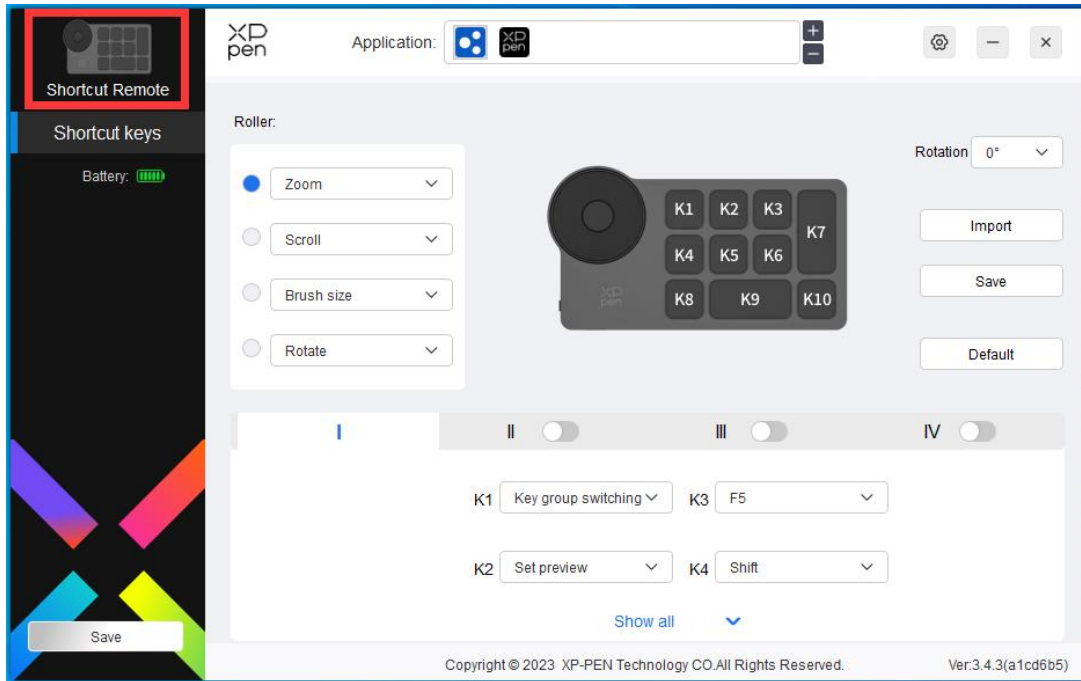 Shortcut Remote
Shortcut keys
Battery:
XP
pen
Application:
XP
pen
+
−
Roller:
Zoom
Scroll
Brush size
Rotate
K1 K2 K3
K7
K4 K5 K6
K8 K9 K10
XP
pen
Rotation 0°
Import
Save
Default
I II III IV
K1 Key group switching K3 F5
K2 Set preview K4 Shift
Show all
Save
Copyright © 2023 XP-PEN Technology CO.All Rights Reserved. Ver:3.4.3(a1cd6b5)